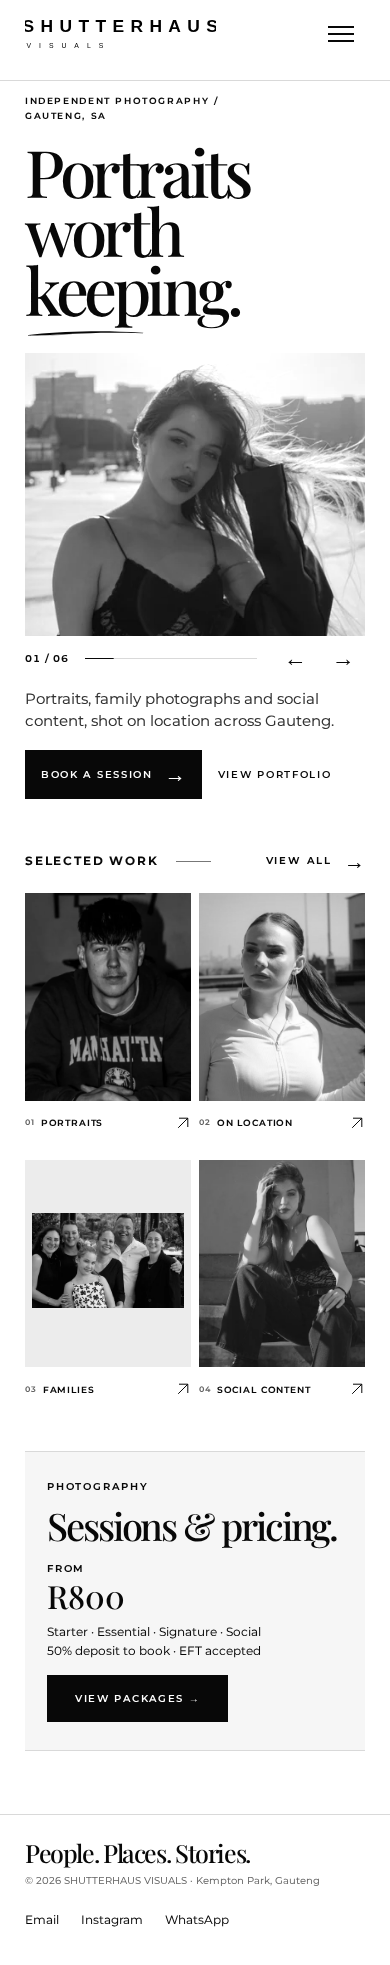 SHUTTERHAUS
VISUALS
INDEPENDENT PHOTOGRAPHY /
GAUTENG, SA
Portraits
worth
keeping.
01 / 06
← →
Portraits, family photographs and social
content, shot on location across Gauteng.
BOOK A SESSION → VIEW PORTFOLIO
SELECTED WORK VIEW ALL →
MANHATTAN
01 PORTRAITS
02 ON LOCATION
03 FAMILIES
04 SOCIAL CONTENT
PHOTOGRAPHY
Sessions & pricing.
FROM
R800
Starter · Essential · Signature · Social
50% deposit to book · EFT accepted
VIEW PACKAGES →
People. Places. Stories.
© 2026 SHUTTERHAUS VISUALS · Kempton Park, Gauteng
Email Instagram WhatsApp